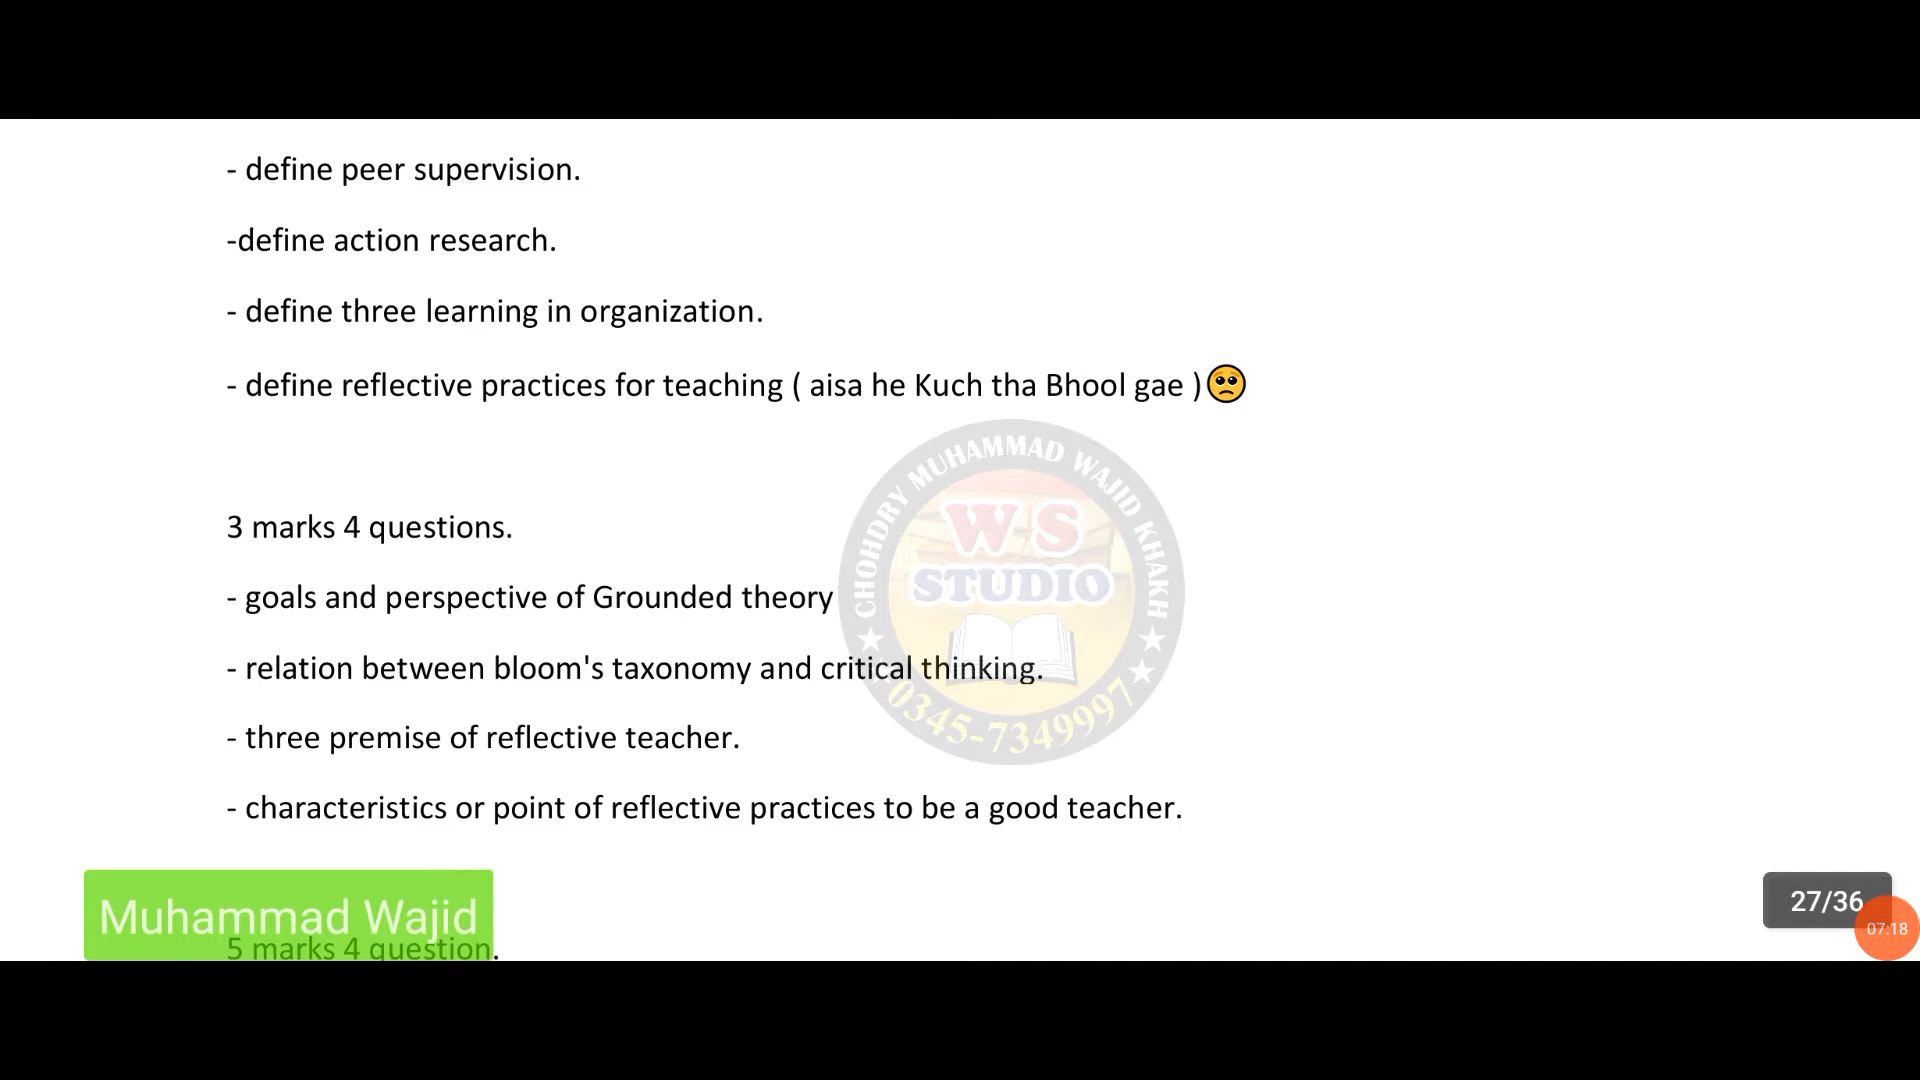 - define peer supervision.
-define action research.
- define three learning in organization.
- define reflective practices for teaching ( aisa he Kuch tha Bhool gae )🥺
3 marks 4 questions.
- goals and perspective of Grounded theory
- relation between bloom's taxonomy and critical thinking.
- three premise of reflective teacher.
- characteristics or point of reflective practices to be a good teacher.
CHOHDRY MUHAMMAD WAJID KHAKH
W S
STUDIO
0345-7349997
Muhammad Wajid
5 marks 4 question.
27/36
07:18